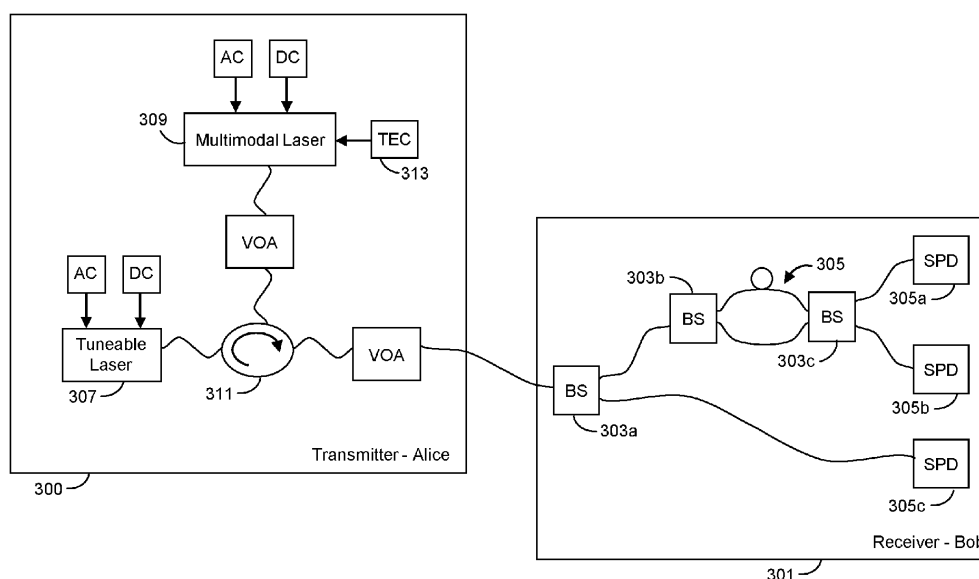 AC
DC
309
Multimodal Laser
TEC
313
VOA
AC
DC
Tuneable
Laser
307
311
VOA
Transmitter - Alice
300
303b
305
SPD
305a
BS
BS
303c
SPD
305b
BS
303a
SPD
305c
Receiver - Bob
301